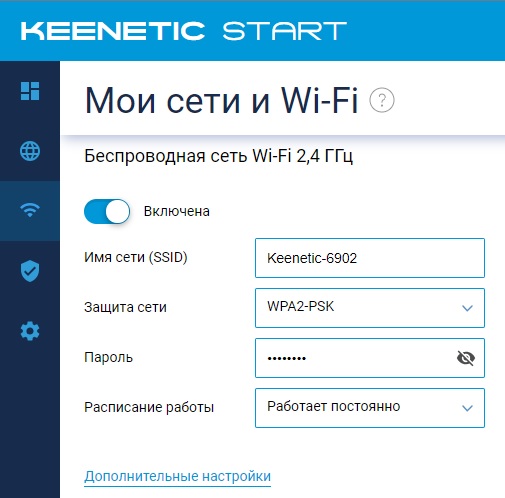 KEENETIC START
Мои сети и Wi-Fi ?
Беспроводная сеть Wi-Fi 2,4 ГГц
Включена
Имя сети (SSID) Keenetic-6902
Защита сети WPA2-PSK
Пароль ••••••••
Расписание работы Работает постоянно
Дополнительные настройки